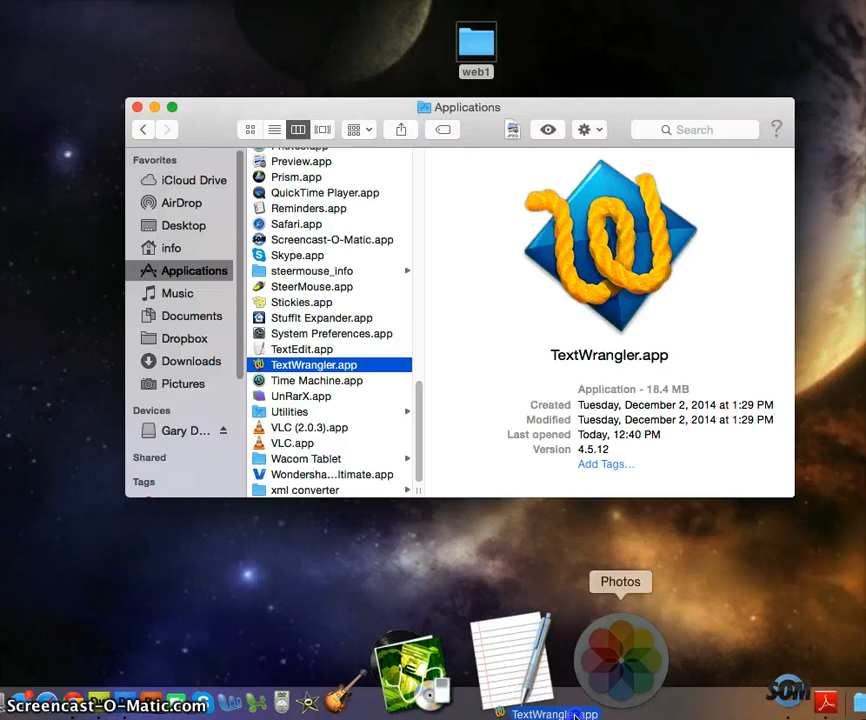 web1
Applications
Search
?
Favorites
iCloud Drive
AirDrop
Desktop
info
Applications
Music
Documents
Dropbox
Downloads
Pictures
Devices
Gary D...
Shared
Tags
Preview.app
Prism.app
QuickTime Player.app
Reminders.app
Safari.app
Screencast-O-Matic.app
Skype.app
steermouse_info
SteerMouse.app
Stickies.app
StuffIt Expander.app
System Preferences.app
TextEdit.app
TextWrangler.app
Time Machine.app
UnRarX.app
Utilities
VLC (2.0.3).app
VLC.app
Wacom Tablet
Wondersha...ltimate.app
xml converter
TextWrangler.app
Application - 18.4 MB
Created Tuesday, December 2, 2014 at 1:29 PM
Modified Tuesday, December 2, 2014 at 1:29 PM
Last opened Today, 12:40 PM
Version 4.5.12
Add Tags...
Photos
SOM
TextWrangler.app
Screencast-O-Matic.com